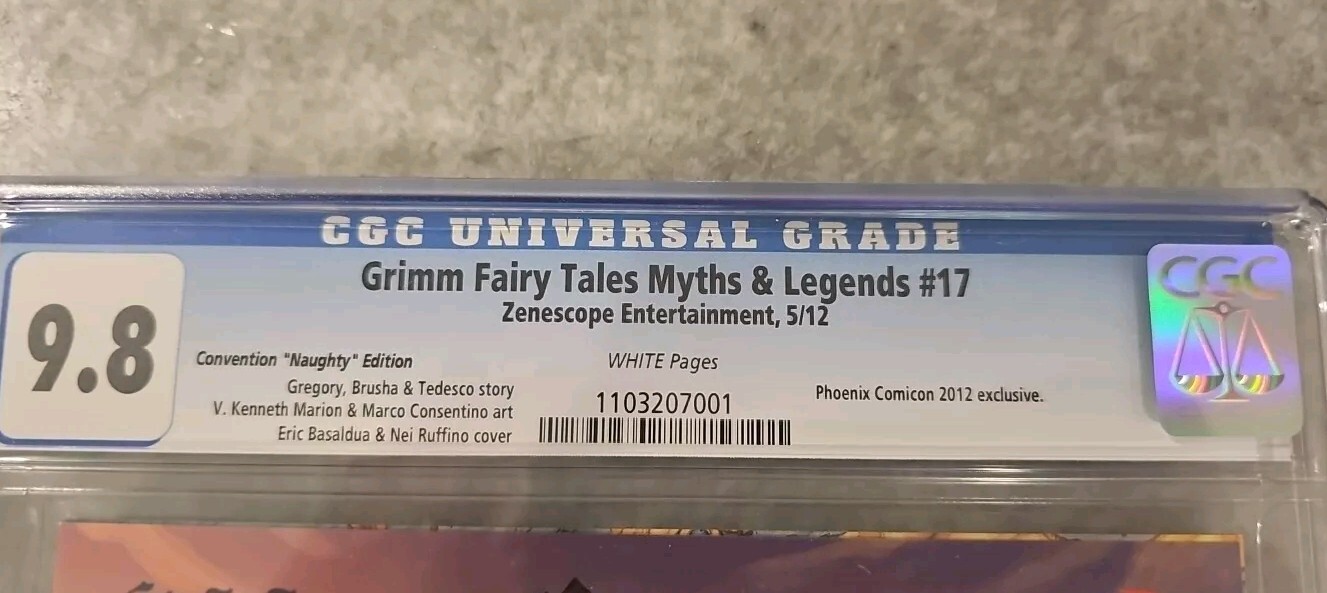 CGC UNIVERSAL GRADE
Grimm Fairy Tales Myths & Legends #17
Zenescope Entertainment, 5/12
9.8
Convention "Naughty" Edition
Gregory, Brusha & Tedesco story
V. Kenneth Marion & Marco Consentino art
Eric Basaldua & Nei Ruffino cover
WHITE Pages
1103207001
Phoenix Comicon 2012 exclusive.
CGC